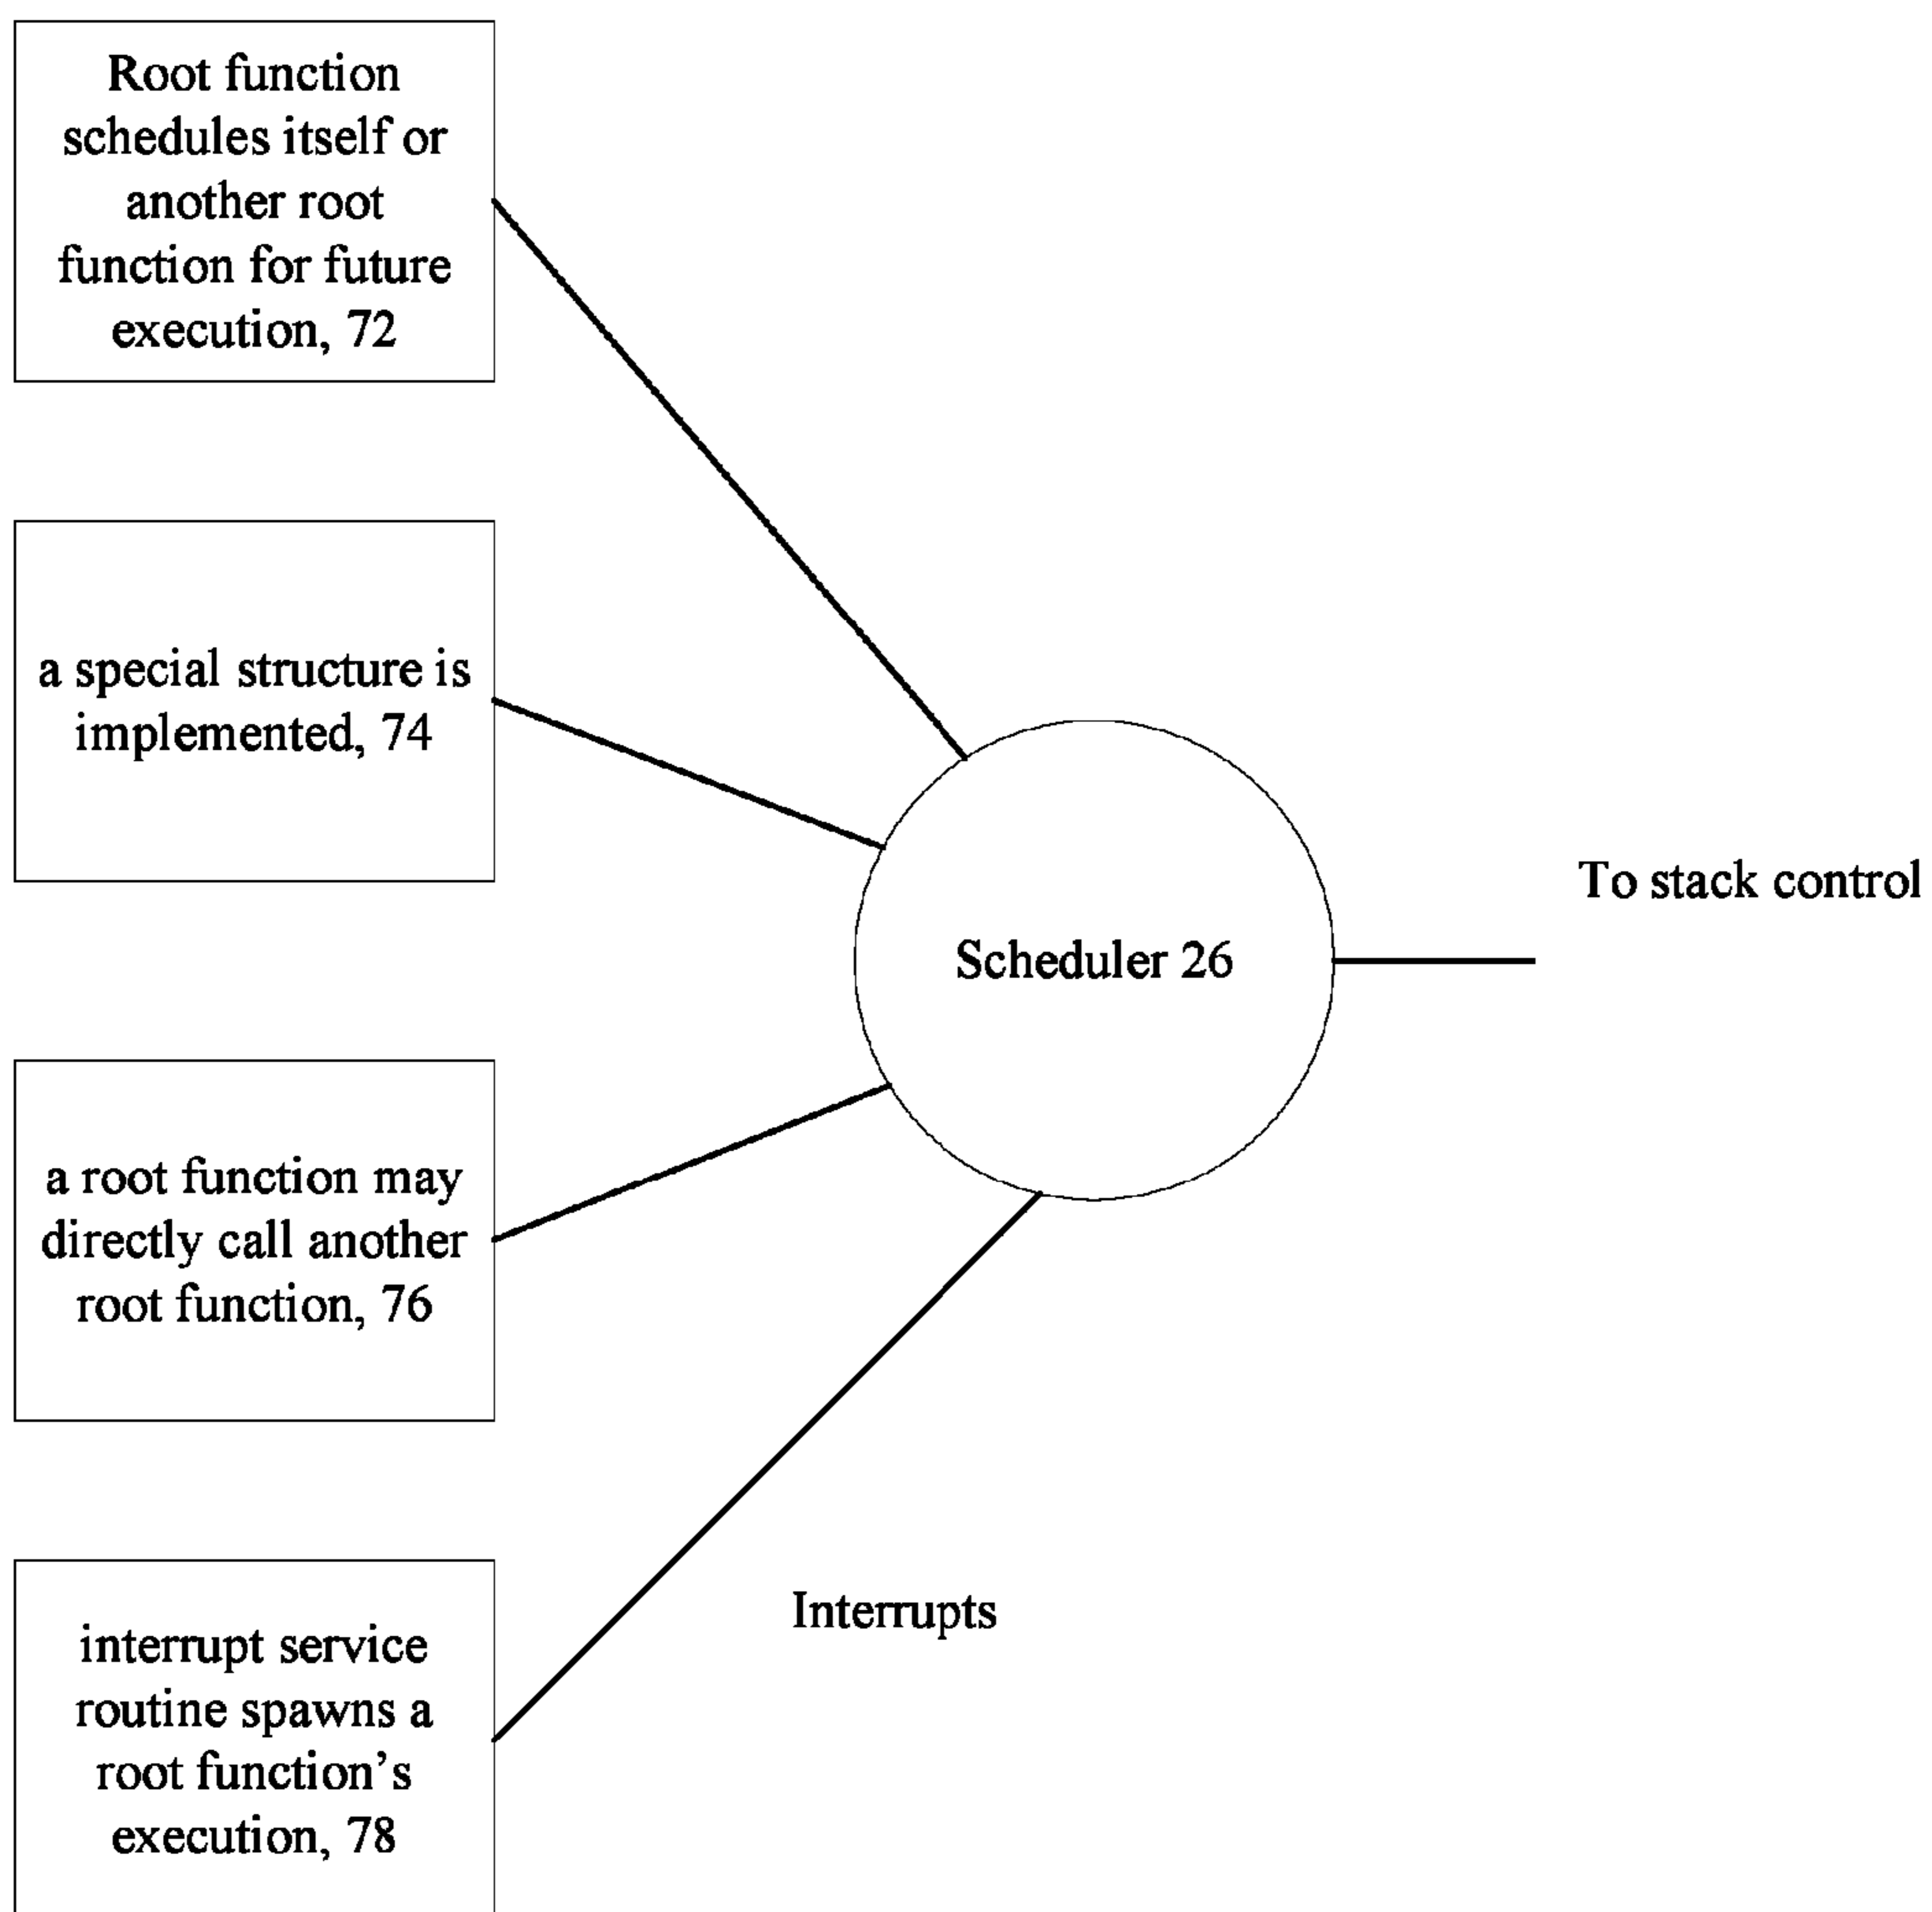 Root function
schedules itself or
another root
function for future
execution, 72
a special structure is
implemented, 74
To stack control
Scheduler 26
a root function may
directly call another
root function, 76
Interrupts
interrupt service
routine spawns a
root function’s
execution, 78